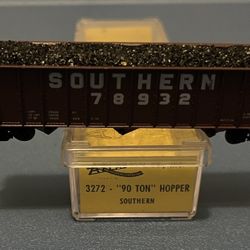 SOUTHERN
78932
3272 - "90 TON" HOPPER
SOUTHERN